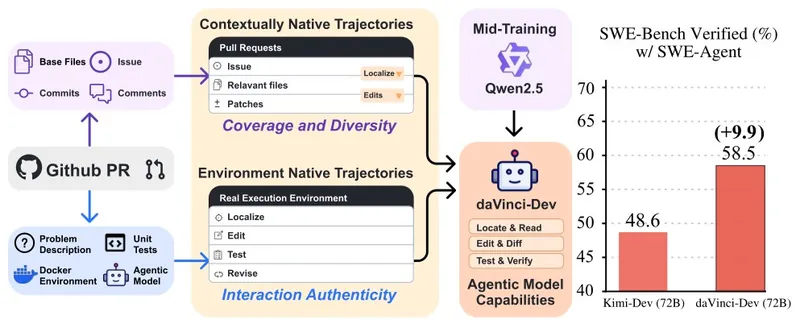 Base Files
Issue
Commits
Comments
Github PR
Problem
Description
Unit
Tests
Docker
Environment
Agentic
Model
Contextually Native Trajectories
Pull Requests
Issue
Localize
Relavant files
Edits
Patches
Coverage and Diversity
Environment Native Trajectories
Real Execution Environment
Localize
Edit
Test
Revise
Interaction Authenticity
Mid-Training
Qwen2.5
daVinci-Dev
Locate & Read
Edit & Diff
Test & Verify
Agentic Model
Capabilities
SWE-Bench Verified (%)
w/ SWE-Agent
70
65
60
55
50
45
40
48.6
(+9.9)
58.5
Kimi-Dev (72B)
daVinci-Dev (72B)